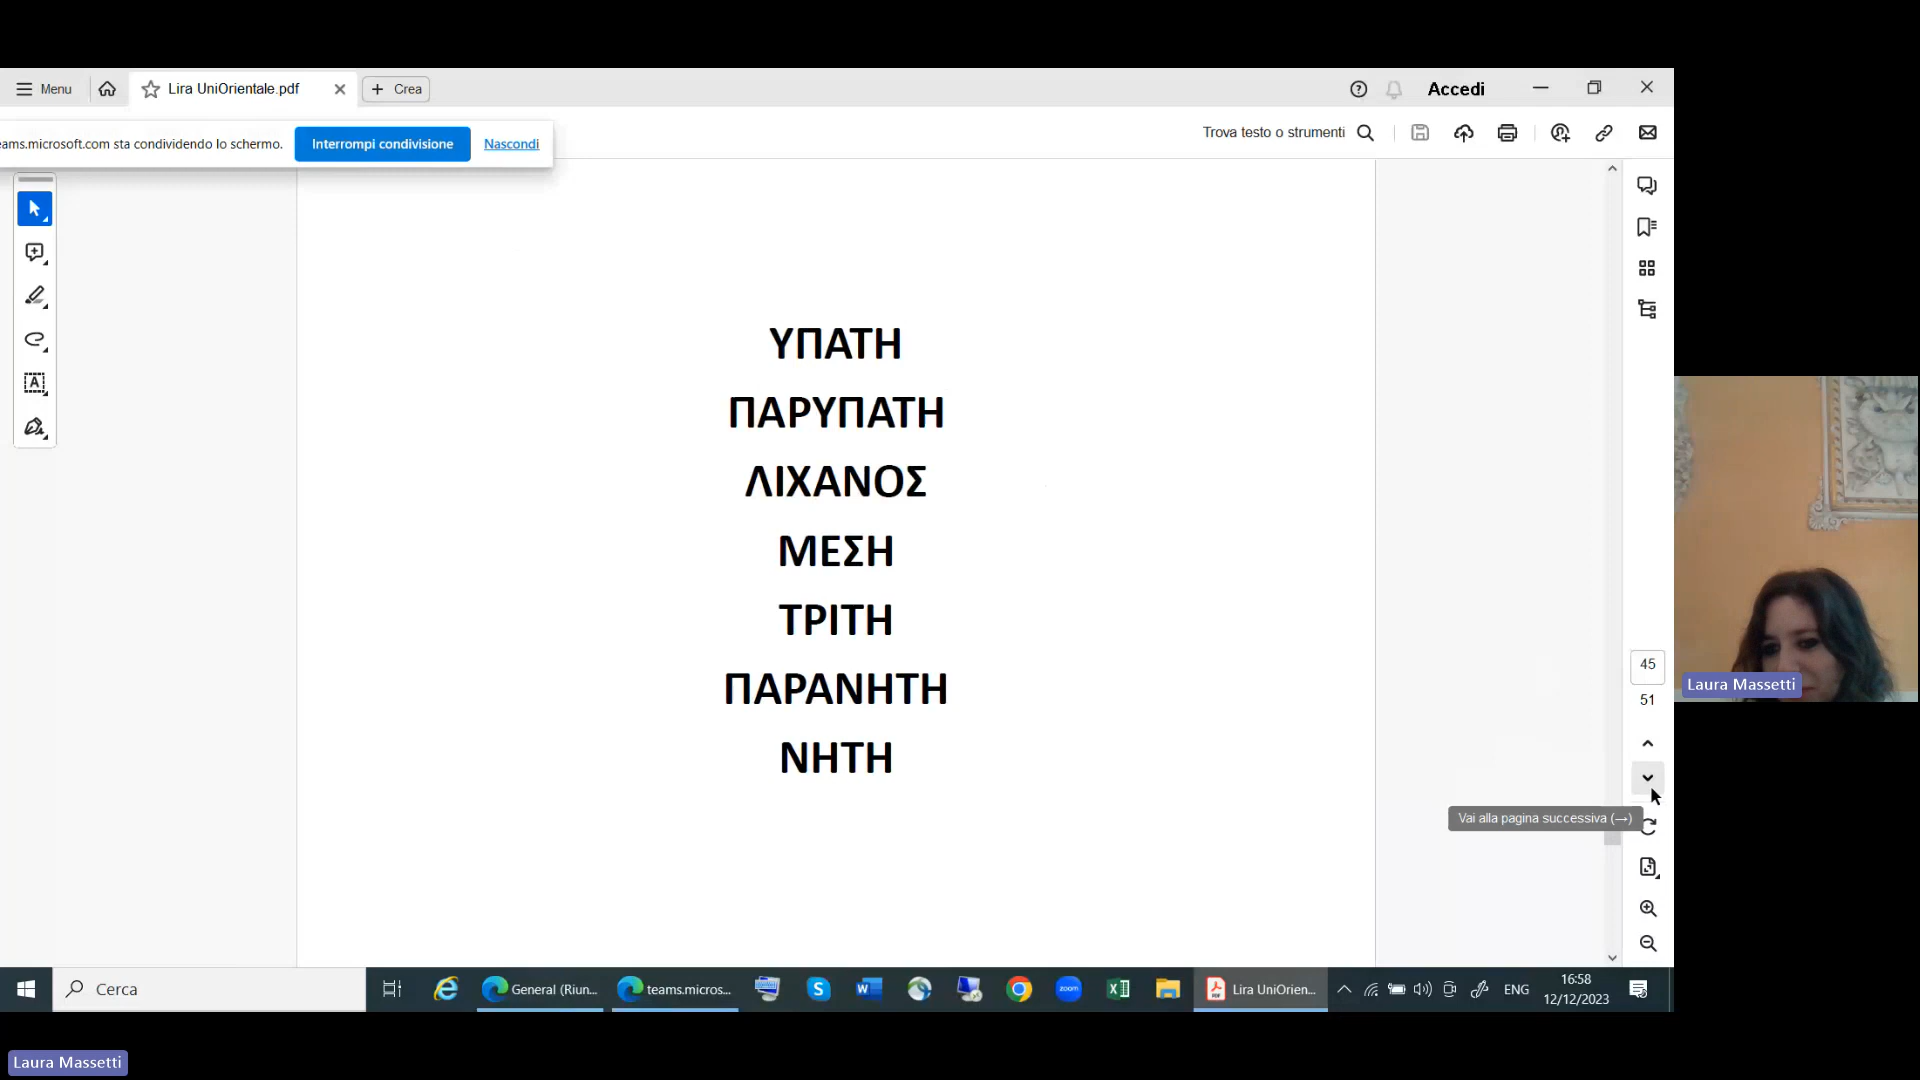 Menu
Lira UniOrientale.pdf
Crea
Accedi
eams.microsoft.com sta condividendo lo schermo.
Interrompi condivisione
Nascondi
Trova testo o strumenti
ΥΠΑΤΗ
ΠΑΡΥΠΑΤΗ
ΛΙΧΑΝΟΣ
ΜΕΣΗ
ΤΡΙΤΗ
ΠΑΡΑΝΗΤΗ
ΝΗΤΗ
45
51
Vai alla pagina successiva (→)
Laura Massetti
Cerca
General (Riun...
teams.micros...
Lira UniOrien...
ENG
16:58
12/12/2023
Laura Massetti